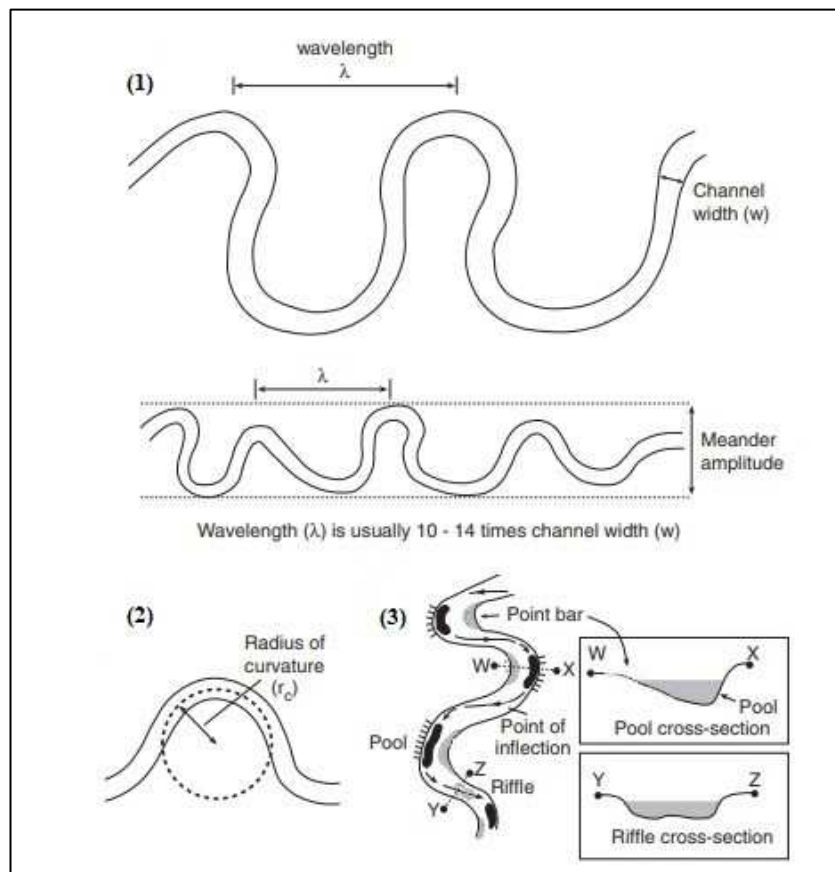 wavelength
λ
(1)
Channel
width (w)
λ
Meander
amplitude
Wavelength (λ) is usually 10 - 14 times channel width (w)
(2)
Radius of
curvature
(r_c)
(3)
Point bar
W
X
Point of
inflection
Pool
Z
Riffle
Y
W
X
Pool
Pool cross-section
Y
Z
Riffle cross-section